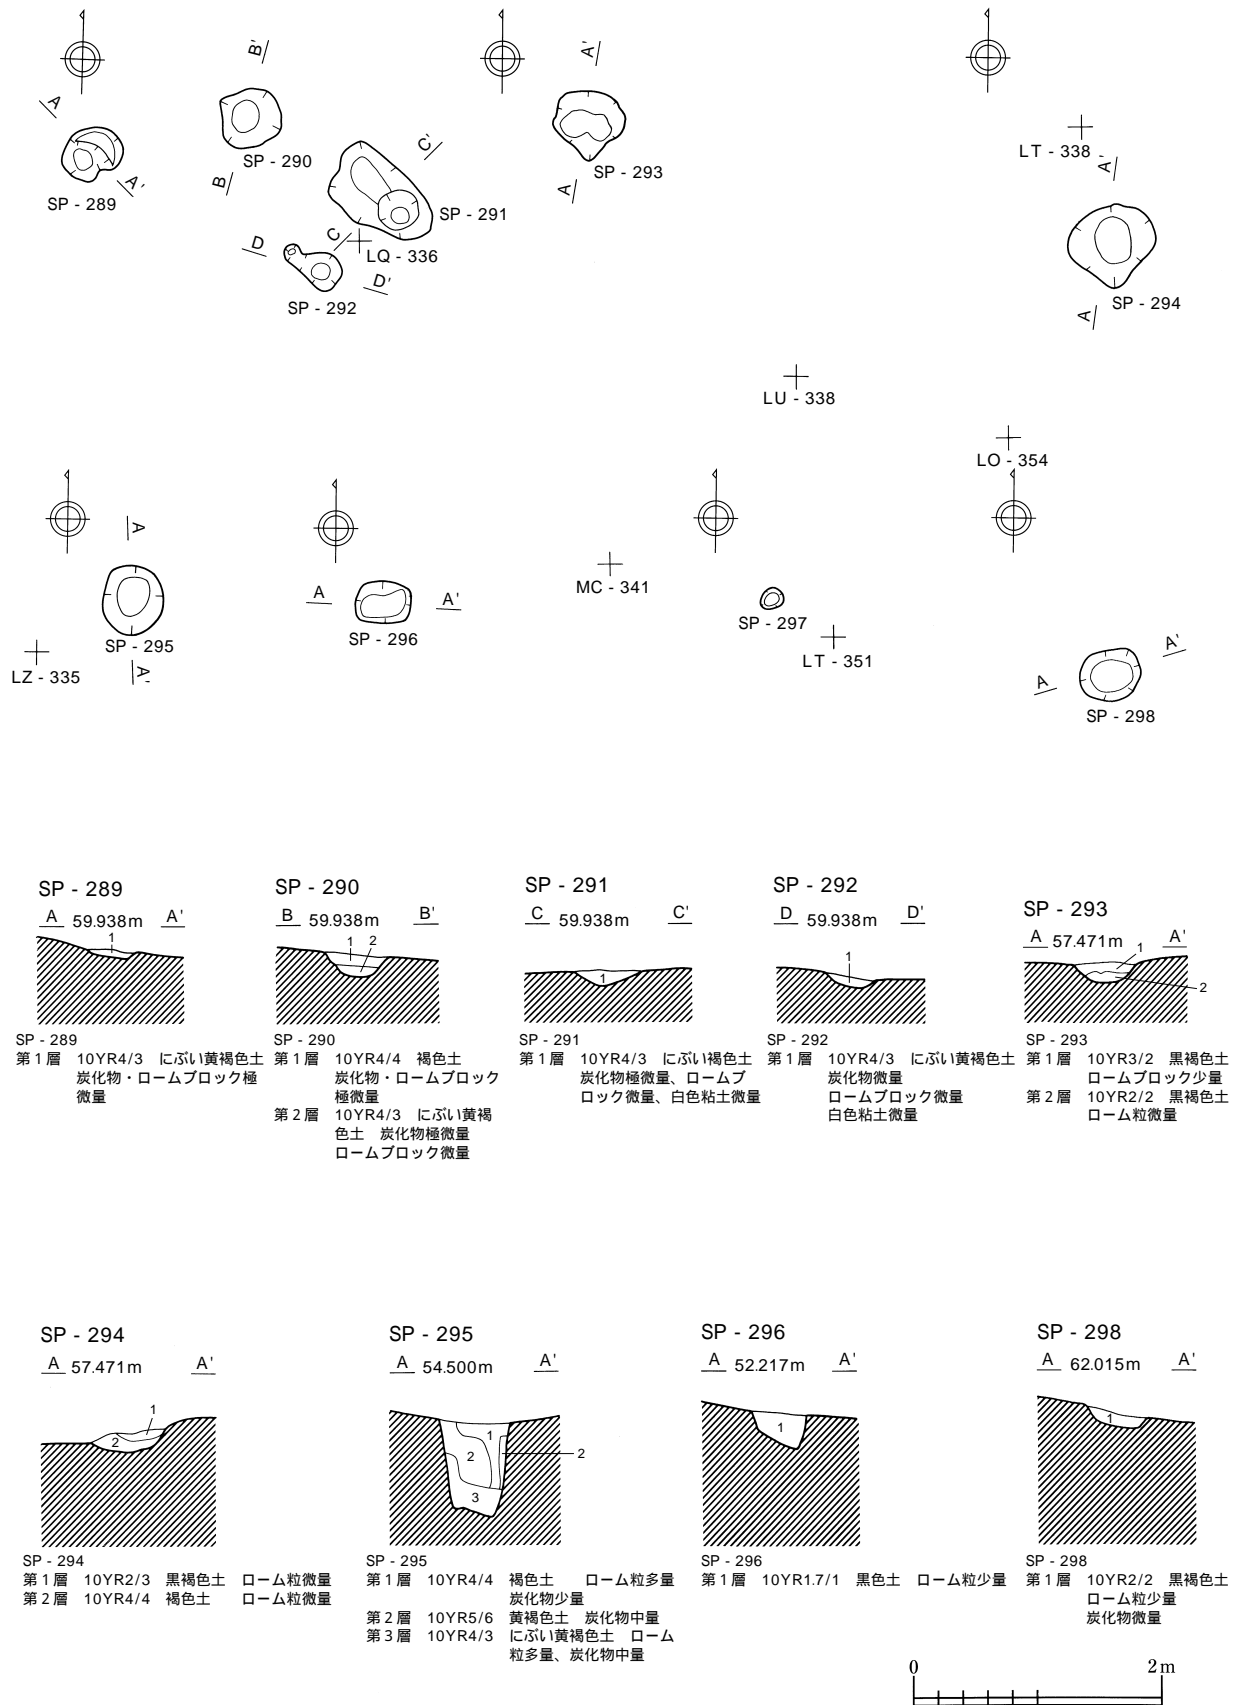 A
A'
SP - 289
B'
B
SP - 290
C'
C
SP - 291
LQ - 336
D
D'
SP - 292
A'
A
SP - 293
LT - 338
A'
A
SP - 294
LU - 338
LO - 354
A
SP - 295
A'
LZ - 335
A
A'
SP - 296
MC - 341
SP - 297
LT - 351
A
A'
SP - 298
SP - 289
A 59.938m A'
1
SP - 289
第1層 10YR4/3 にぶい黄褐色土
炭化物・ロームブロック極
微量
SP - 290
B 59.938m B'
1 2
SP - 290
第1層 10YR4/4 褐色土
炭化物・ロームブロック
極微量
第2層 10YR4/3 にぶい黄褐
色土 炭化物極微量
ロームブロック微量
SP - 291
C 59.938m C'
1
SP - 291
第1層 10YR4/3 にぶい褐色土
炭化物極微量、ロームブ
ロック微量、白色粘土微量
SP - 292
D 59.938m D'
1
SP - 292
第1層 10YR4/3 にぶい黄褐色土
炭化物微量
ロームブロック微量
白色粘土微量
SP - 293
A 57.471m A'
1
2
SP - 293
第1層 10YR3/2 黒褐色土
ロームブロック少量
第2層 10YR2/2 黒褐色土
ローム粒微量
SP - 294
A 57.471m A'
1
2
SP - 294
第1層 10YR2/3 黒褐色土 ローム粒微量
第2層 10YR4/4 褐色土 ローム粒微量
SP - 295
A 54.500m A'
1
2
2
3
SP - 295
第1層 10YR4/4 褐色土 ローム粒多量
炭化物少量
第2層 10YR5/6 黄褐色土 炭化物中量
第3層 10YR4/3 にぶい黄褐色土 ローム
粒多量、炭化物中量
SP - 296
A 52.217m A'
1
SP - 296
第1層 10YR1.7/1 黒色土 ローム粒少量
SP - 298
A 62.015m A'
1
SP - 298
第1層 10YR2/2 黒褐色土
ローム粒少量
炭化物微量
0 2m